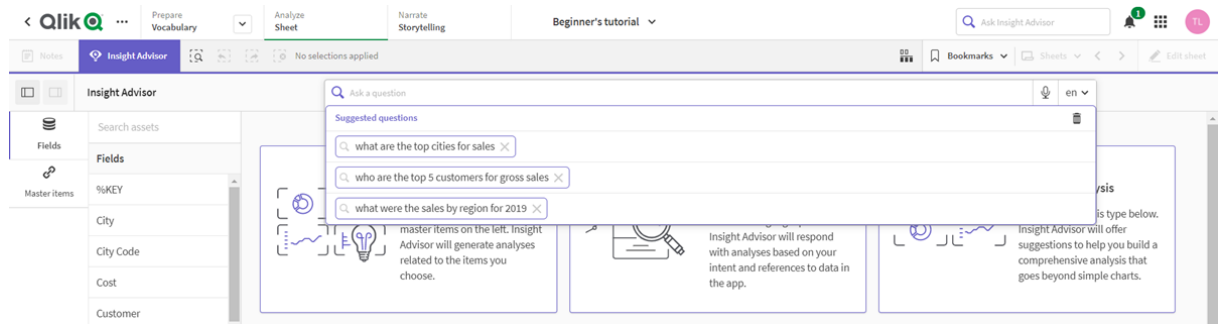 Qlik
Prepare
Vocabulary
Analyze
Sheet
Narrate
Storytelling
Beginner's tutorial
Ask Insight Advisor
1
TL
Notes
Insight Advisor
No selections applied
Bookmarks
Sheets
Edit sheet
Insight Advisor
Ask a question
en
Fields
Master items
Search assets
Fields
%KEY
City
City Code
Cost
Customer
Suggested questions
what are the top cities for sales
who are the top 5 customers for gross sales
what were the sales by region for 2019
master items on the left. Insight
Advisor will generate analyses
related to the items you
choose.
Insight Advisor will respond
with analyses based on your
intent and references to data in
the app.
ysis
is type below.
Insight Advisor will offer
suggestions to help you build a
comprehensive analysis that
goes beyond simple charts.